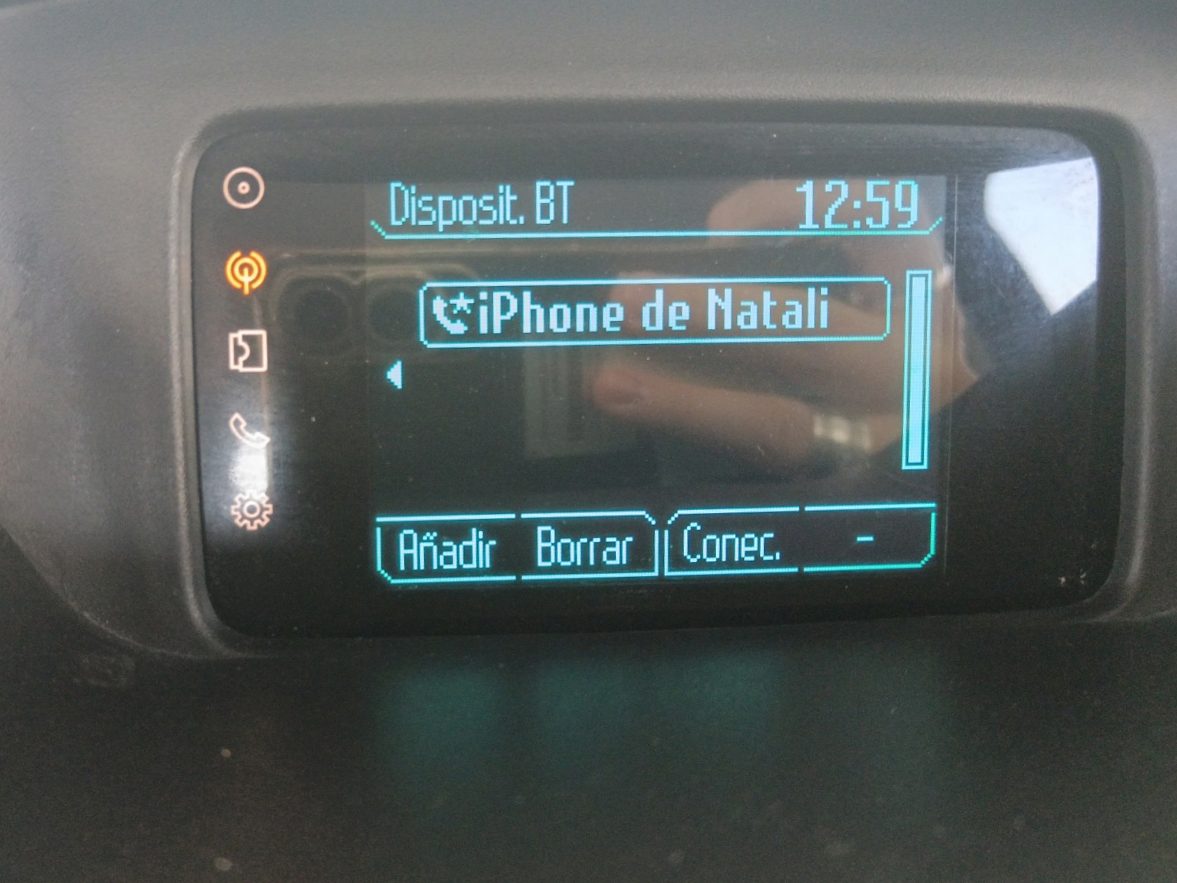 Disposit. BT 12:59
iPhone de Natali
Añadir Borrar Conec. -